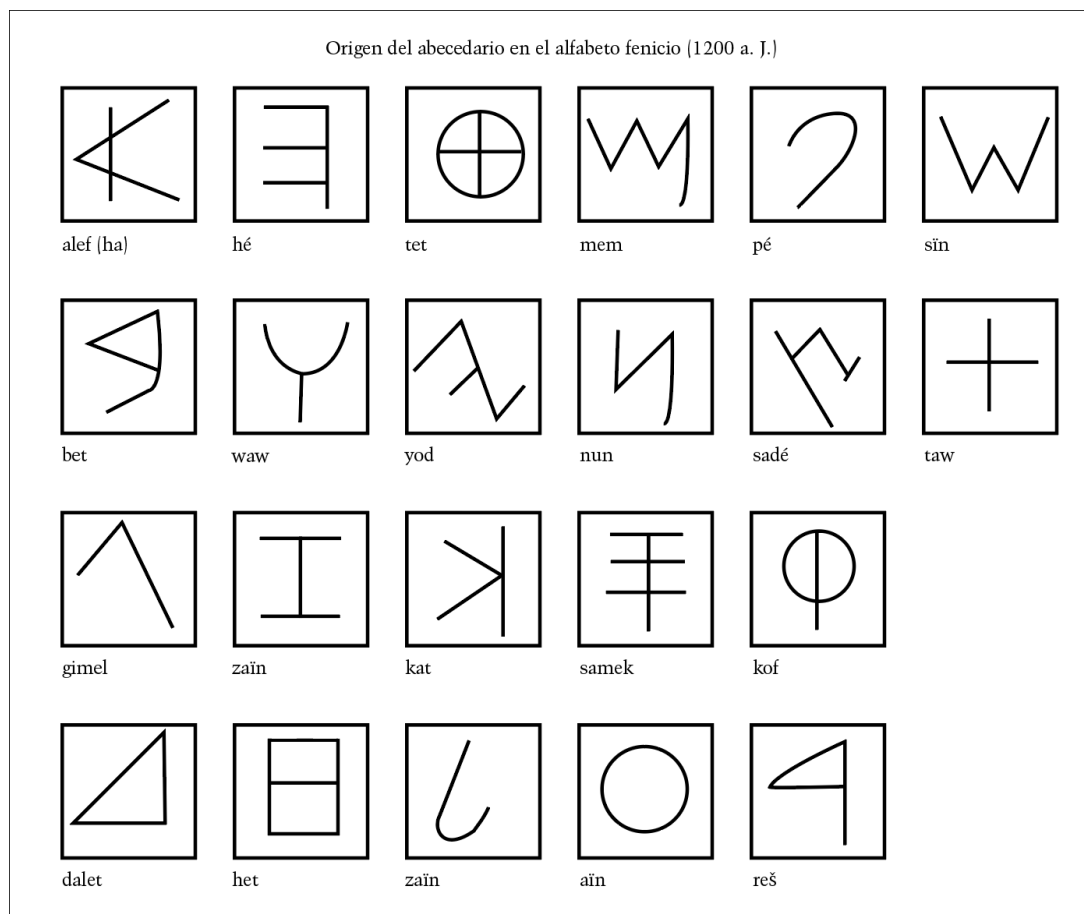 Origen del abecedario en el alfabeto fenicio (1200 a. J.)
alef (ha) hé tet mem pé sïn
bet waw yod nun sadé taw
gimel zaïn kat samek kof
dalet het zaïn aïn reš